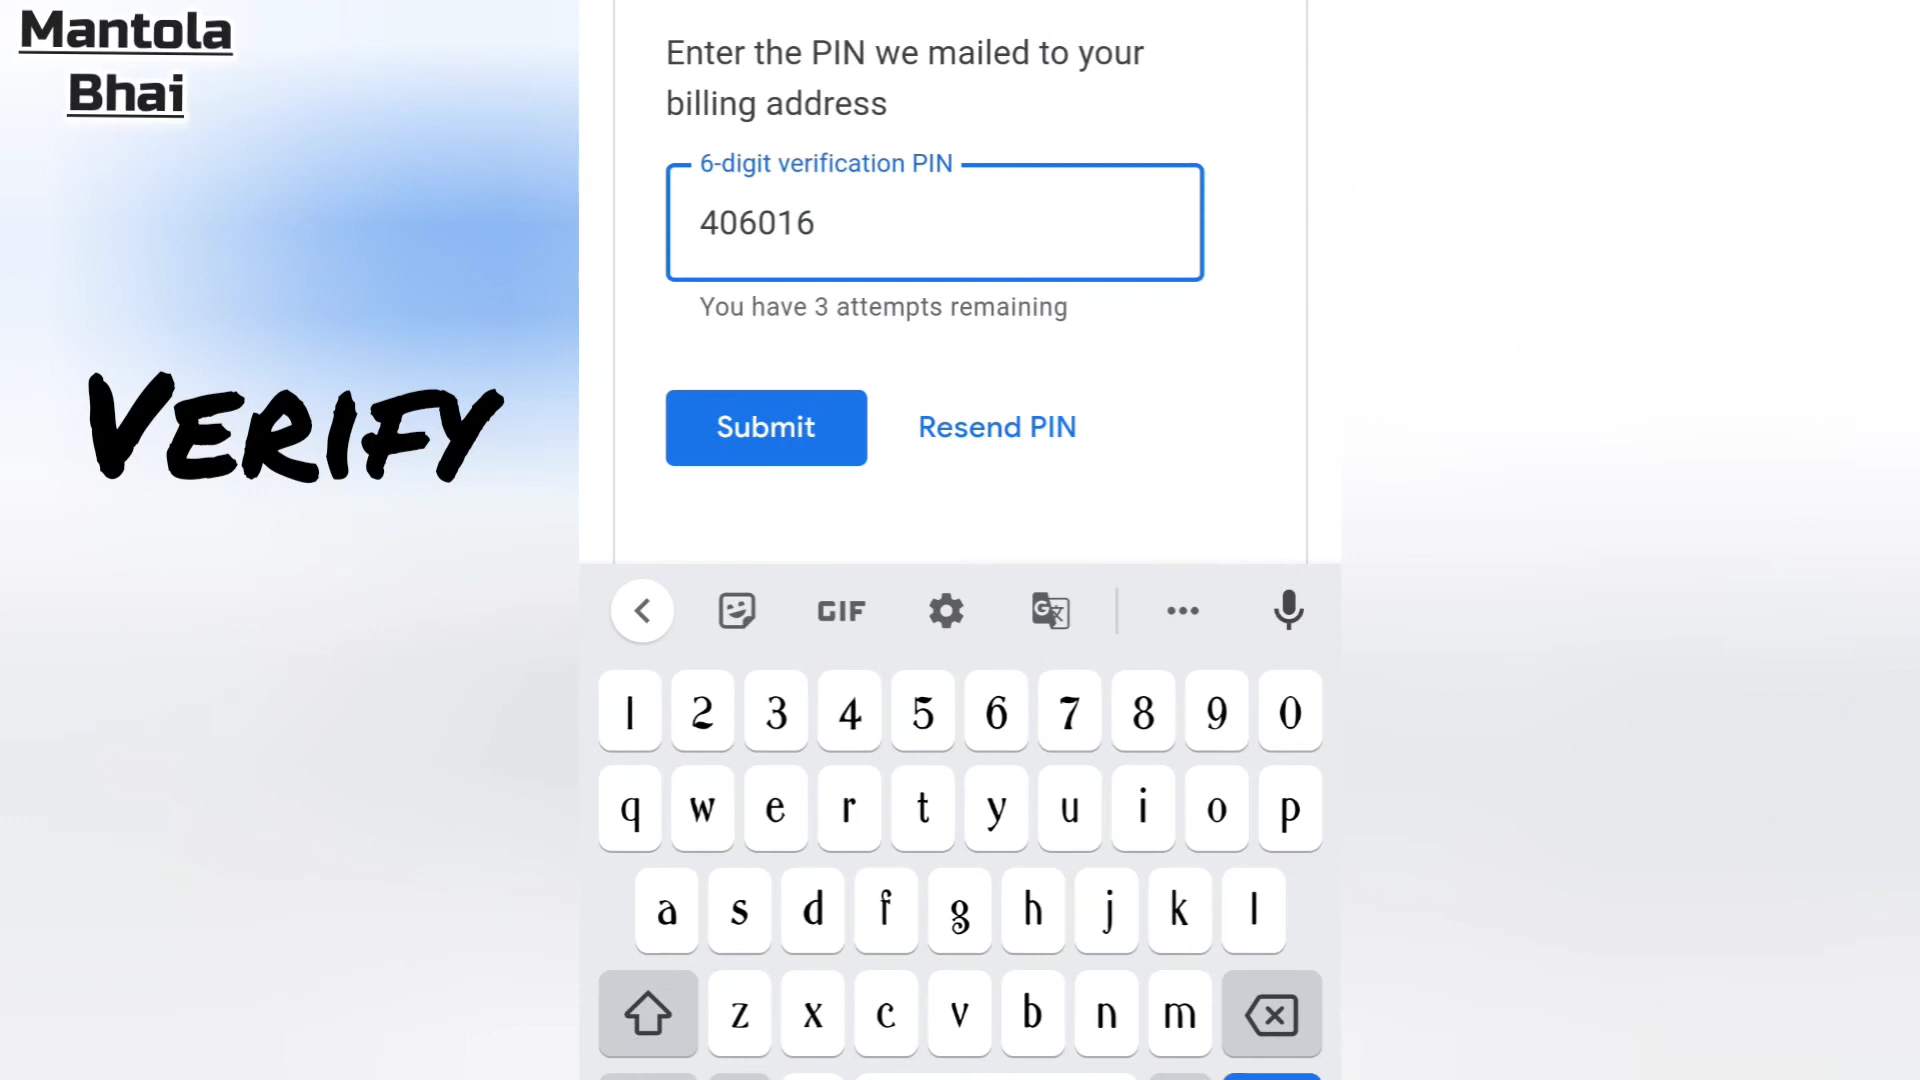 Mantola
Bhai
Verify
Enter the PIN we mailed to your
billing address
6-digit verification PIN
406016
You have 3 attempts remaining
Submit Resend PIN
GIF
1 2 3 4 5 6 7 8 9 0
q w e r t y u i o p
a s d f g h j k l
z x c v b n m